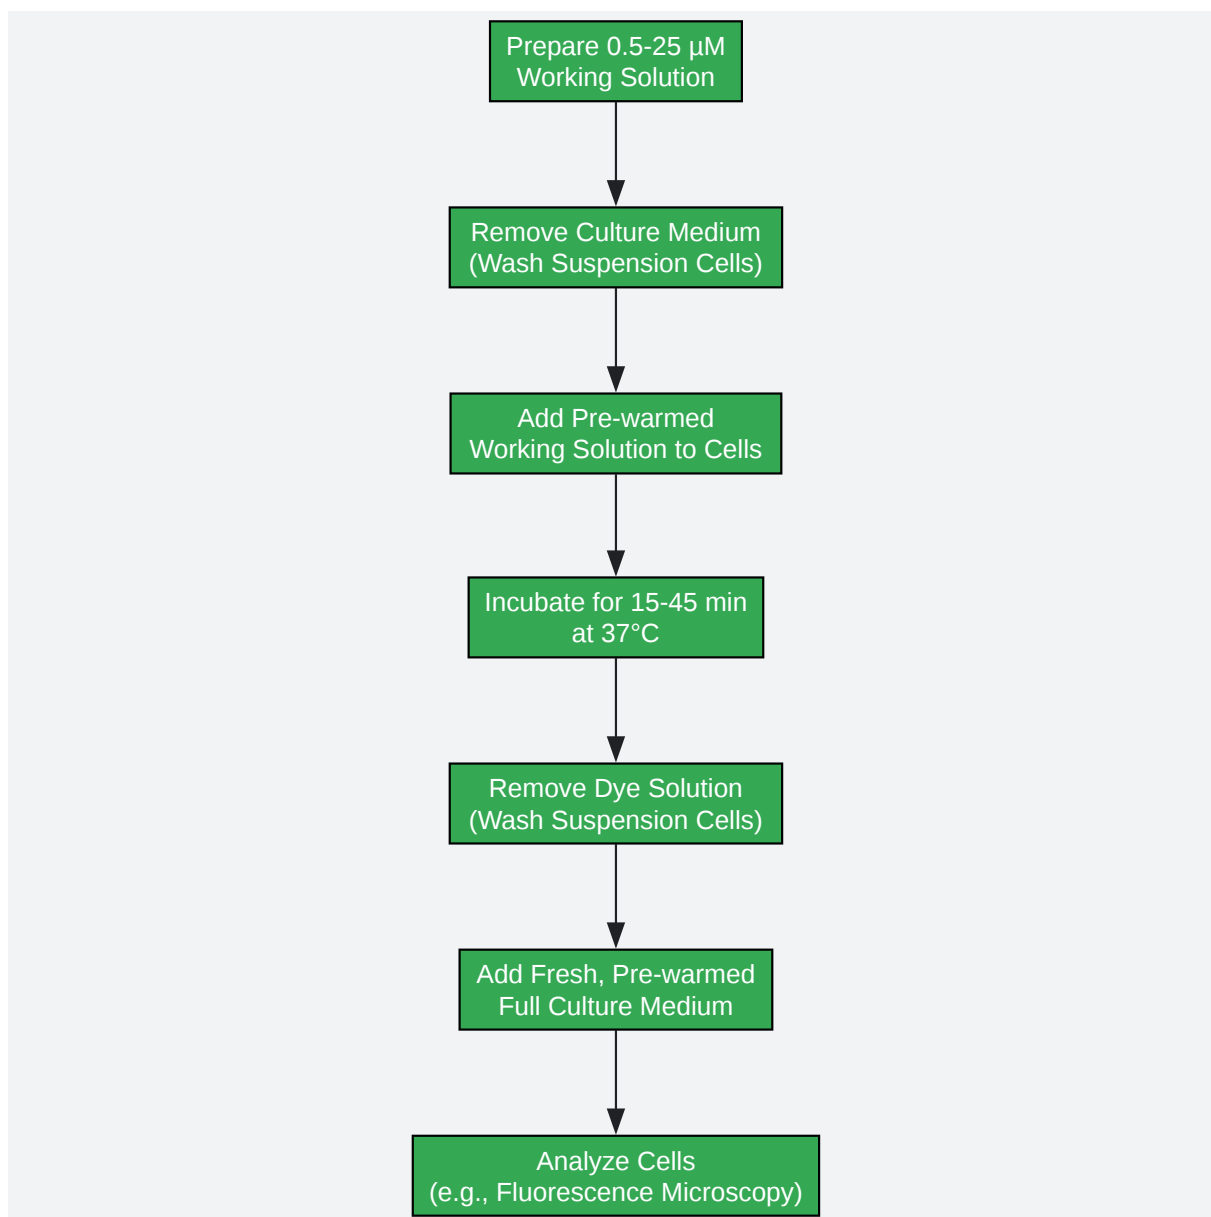 Prepare 0.5-25 µM
Working Solution
Remove Culture Medium
(Wash Suspension Cells)
Add Pre-warmed
Working Solution to Cells
Incubate for 15-45 min
at 37°C
Remove Dye Solution
(Wash Suspension Cells)
Add Fresh, Pre-warmed
Full Culture Medium
Analyze Cells
(e.g., Fluorescence Microscopy)